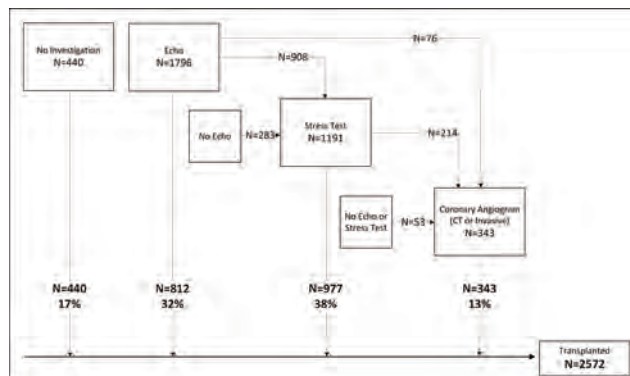 No Investigation
N=440
Echo
N=1796
N=76
N=908
No Echo
N=283
Stress Test
N=1191
N=214
No Echo or
Stress Test
N=53
Coronary Angiogram
(CT or Invasive)
N=343
N=440
17%
N=812
32%
N=977
38%
N=343
13%
Transplanted
N=2572